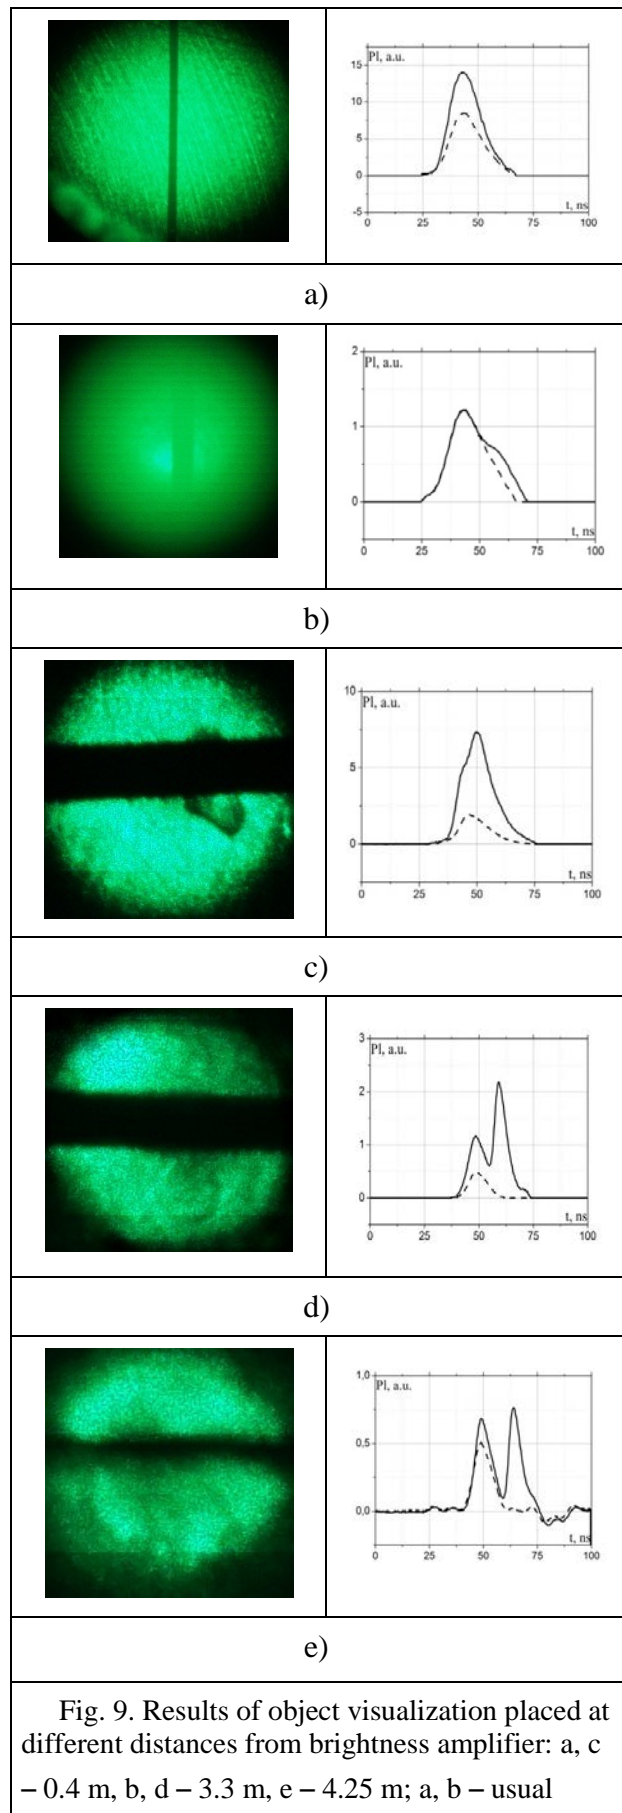 Pl, a.u.
15
10
5
0
-5
0 25 50 75 100
t, ns
a)
Pl, a.u.
2
1
0
0 25 50 75 100
t, ns
b)
Pl, a.u.
10
5
0
0 25 50 75 100
t, ns
c)
Pl, a.u.
3
2
1
0
0 25 50 75 100
t, ns
d)
Pl, a.u.
1,0
0,5
0,0
0 25 50 75 100
t, ns
e)
Fig. 9. Results of object visualization placed at
different distances from brightness amplifier: a, c
– 0.4 m, b, d – 3.3 m, e – 4.25 m; a, b – usual